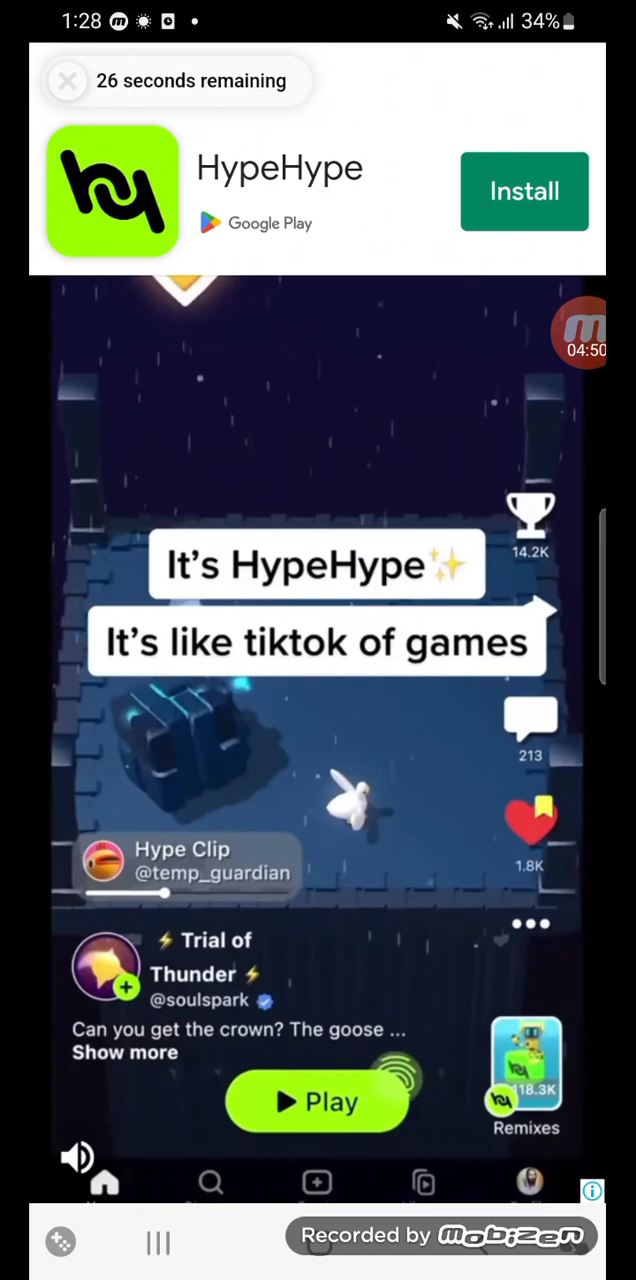 1:28
34%
26 seconds remaining
HypeHype
Google Play
Install
04:50
14.2K
It's HypeHype✨
It's like tiktok of games
213
1.8K
Hype Clip
@temp_guardian
⚡ Trial of
Thunder ⚡
@soulspark
Can you get the crown? The goose ...
Show more
Play
118.3K
Remixes
Recorded by mobizen